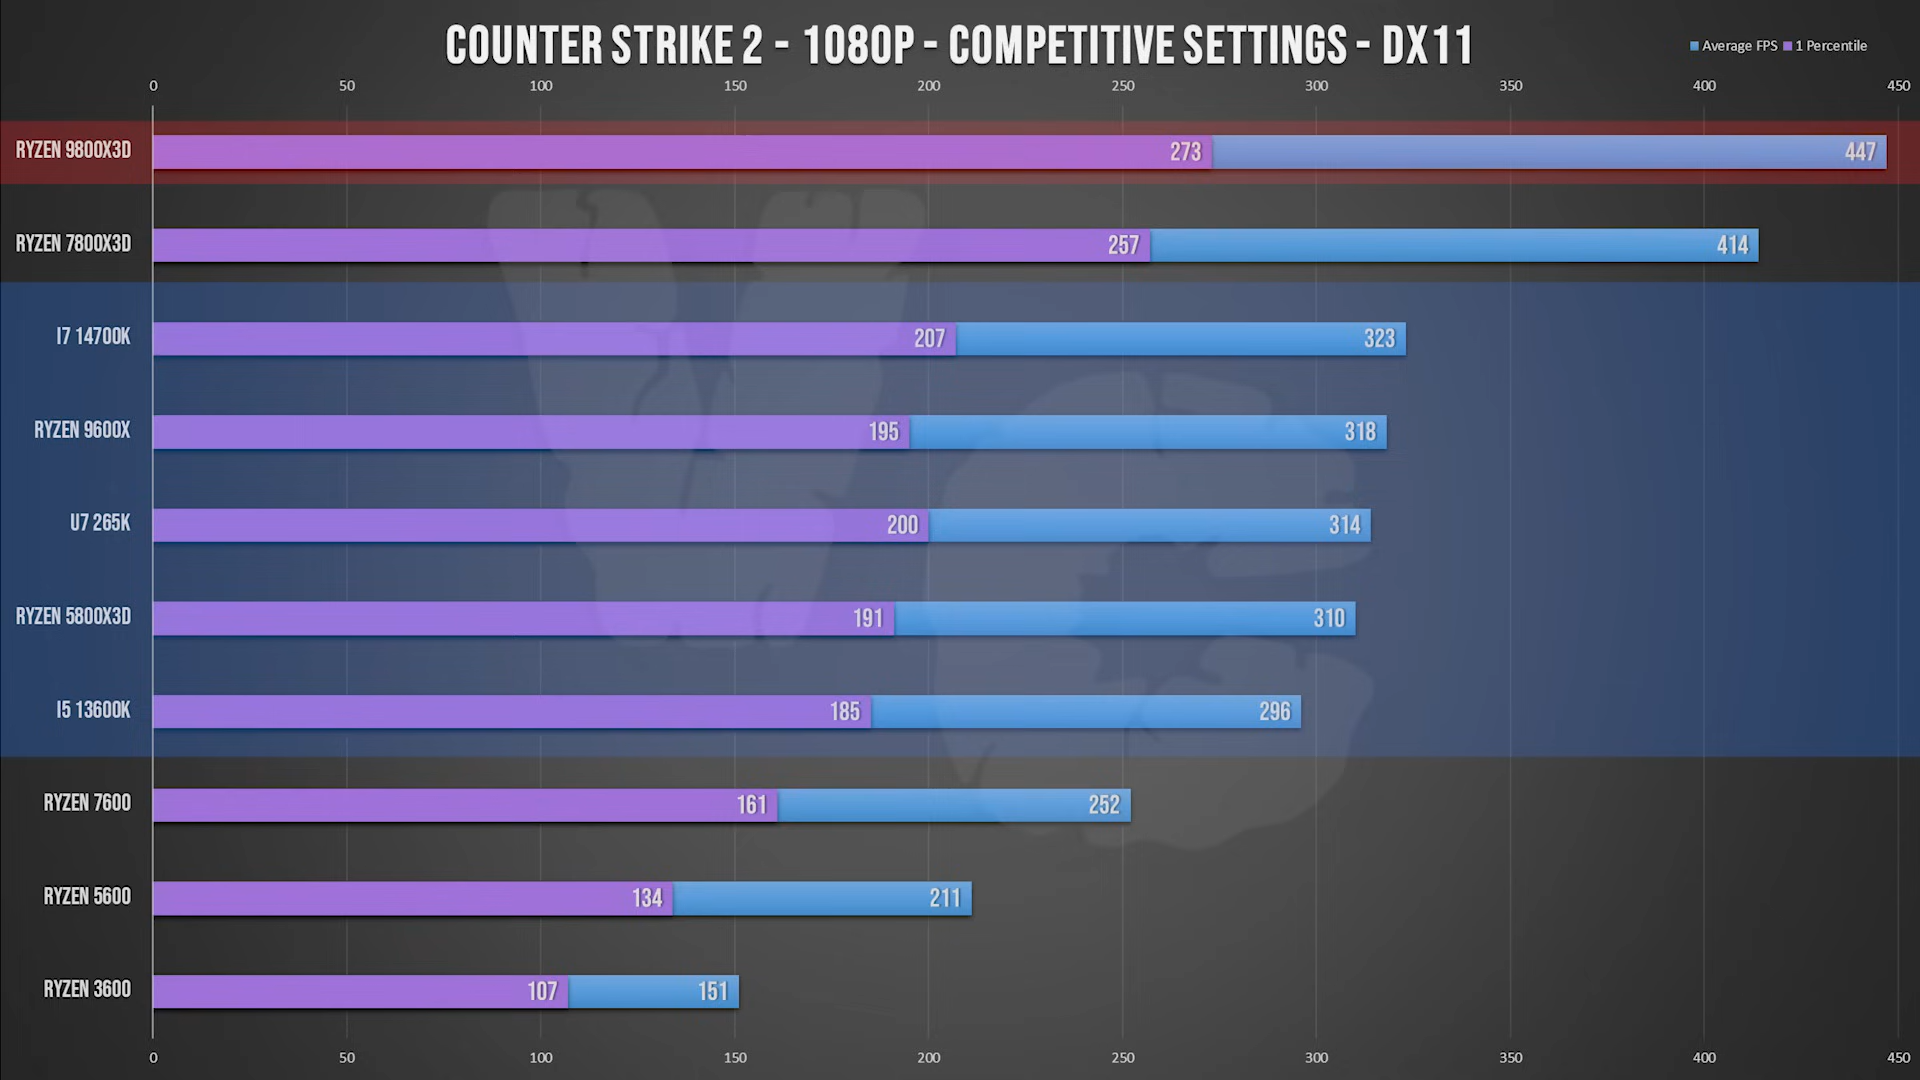 COUNTER STRIKE 2 - 1080P - COMPETITIVE SETTINGS - DX11
Average FPS 1 Percentile
0 50 100 150 200 250 300 350 400 450
RYZEN 9800X3D 273 447
RYZEN 7800X3D 257 414
I7 14700K 207 323
RYZEN 9600X 195 318
U7 265K 200 314
RYZEN 5800X3D 191 310
I5 13600K 185 296
RYZEN 7600 161 252
RYZEN 5600 134 211
RYZEN 3600 107 151
0 50 100 150 200 250 300 350 400 450